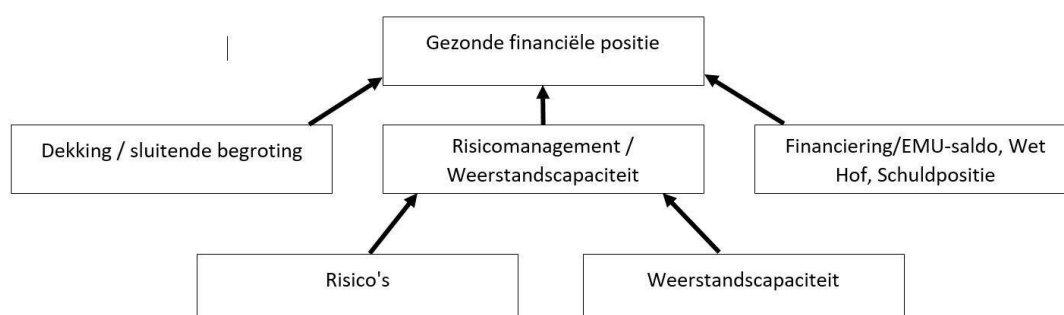 Gezonde financiële positie
Dekking / sluitende begroting
Risicomanagement /
Weerstandscapaciteit
Financiering/EMU-saldo, Wet
Hof, Schuldpositie
Risico's
Weerstandscapaciteit